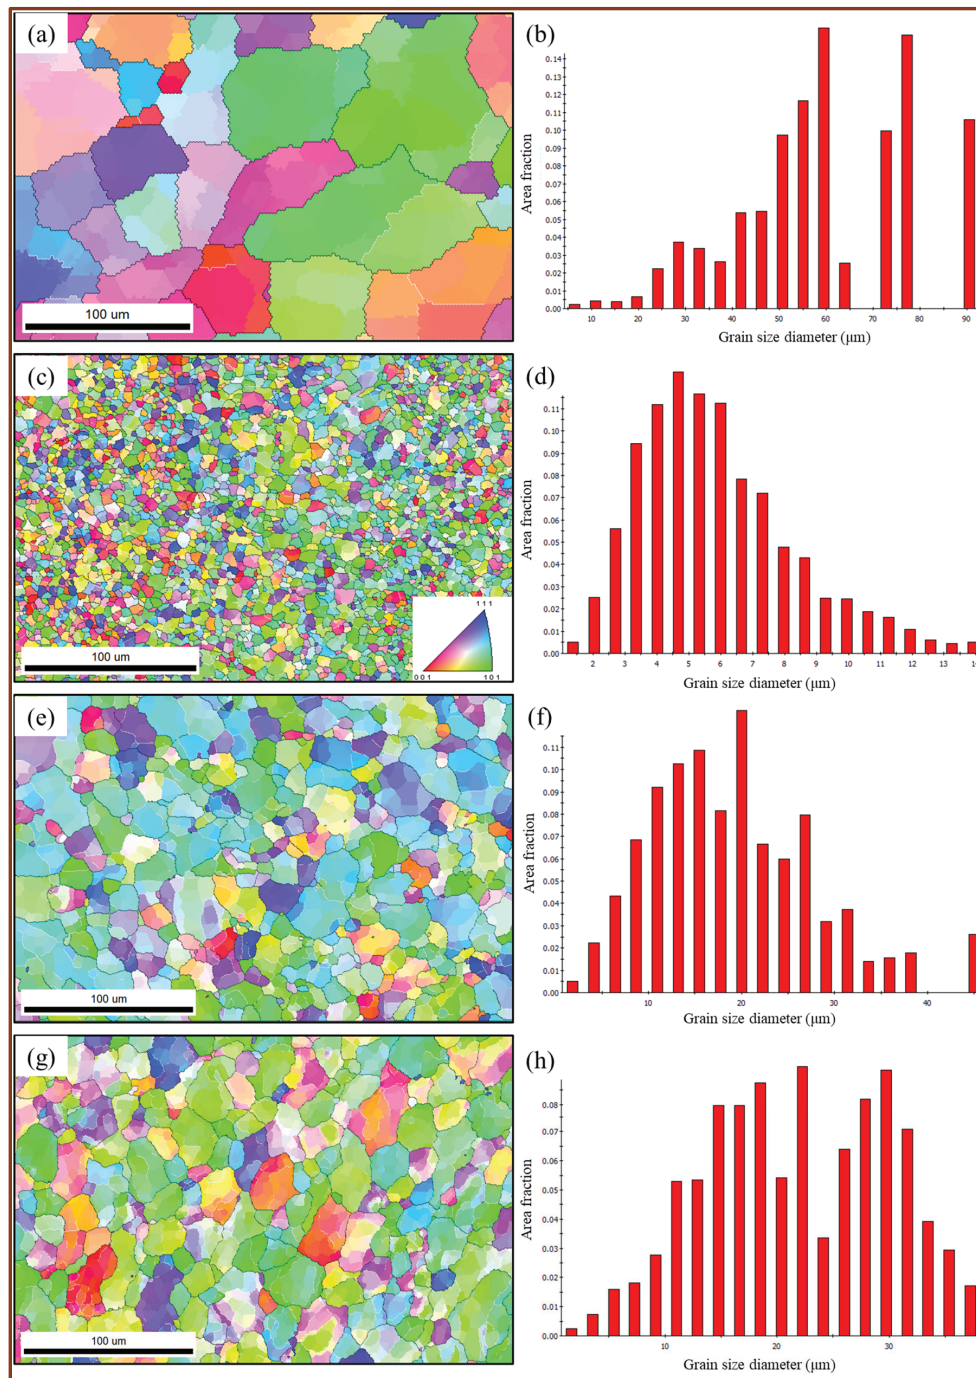 (a)
100 um
(b)
0.14
0.13
0.12
0.11
0.10
0.09
0.08
0.07
0.06
0.05
0.04
0.03
0.02
0.01
0.00
Area fraction
10 20 30 40 50 60 70 80 90
Grain size diameter (μm)
(c)
100 um
1 1 1
0 0 1 1 0 1
(d)
0.11
0.10
0.09
0.08
0.07
0.06
0.05
0.04
0.03
0.02
0.01
0.00
Area fraction
2 3 4 5 6 7 8 9 10 11 12 13
Grain size diameter (μm)
(e)
100 um
(f)
0.11
0.10
0.09
0.08
0.07
0.06
0.05
0.04
0.03
0.02
0.01
0.00
Area fraction
10 20 30 40
Grain size diameter (μm)
(g)
100 um
(h)
0.08
0.07
0.06
0.05
0.04
0.03
0.02
0.01
0.00
Area fraction
10 20 30
Grain size diameter (μm)